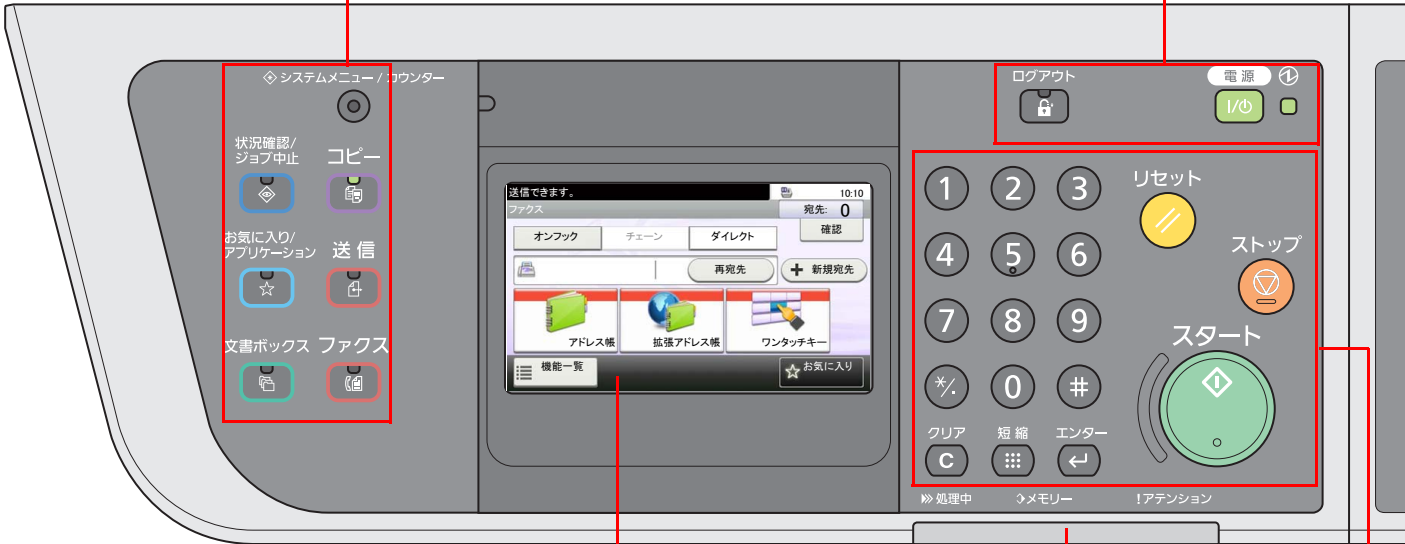 システムメニュー / カウンター
状況確認/
ジョブ中止
コピー
お気に入り/
アプリケーション
送信
文書ボックス
ファクス
送信できます。
10:10
ファクス
宛先: 0
オンフック
チェーン
ダイレクト
確認
再宛先
新規宛先
アドレス帳
拡張アドレス帳
ワンタッチキー
機能一覧
お気に入り
ログアウト
電源
I/
1 2 3
リセット
4 5 6
ストップ
7 8 9
スタート
*/. 0 #
クリア 短縮 エンター
C
処理中 メモリー !アテンション